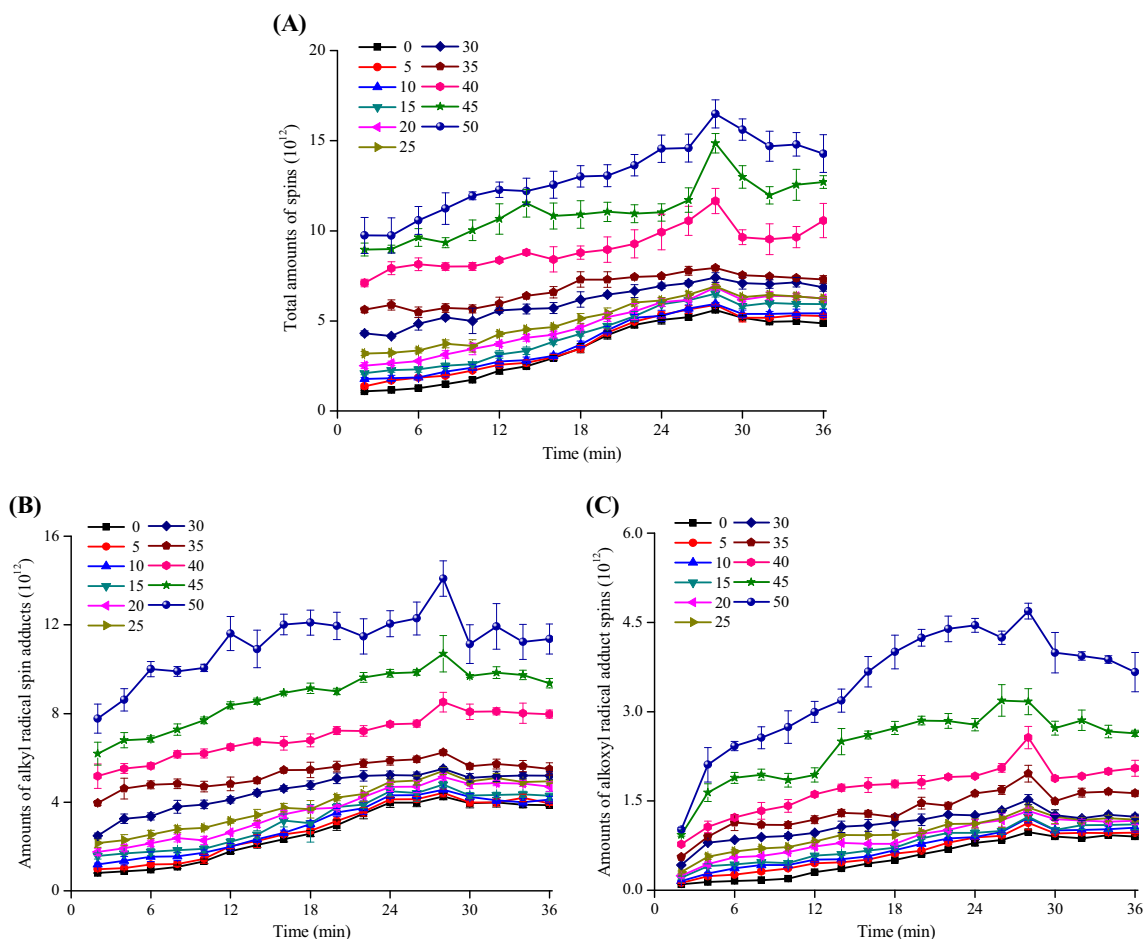 (A)
0 30
5 35
10 40
15 45
20 50
25
Total amounts of spins (10¹²)
20
15
10
5
0
0 6 12 18 24 30 36
Time (min)
(B)
0 30
5 35
10 40
15 45
20 50
25
Amounts of alkyl radical spin adducts (10¹²)
16
12
8
4
0
0 6 12 18 24 30 36
Time (min)
(C)
0 30
5 35
10 40
15 45
20 50
25
Amounts of alkoxyl radical adduct spins (10¹²)
6.0
4.5
3.0
1.5
0.0
0 6 12 18 24 30 36
Time (min)